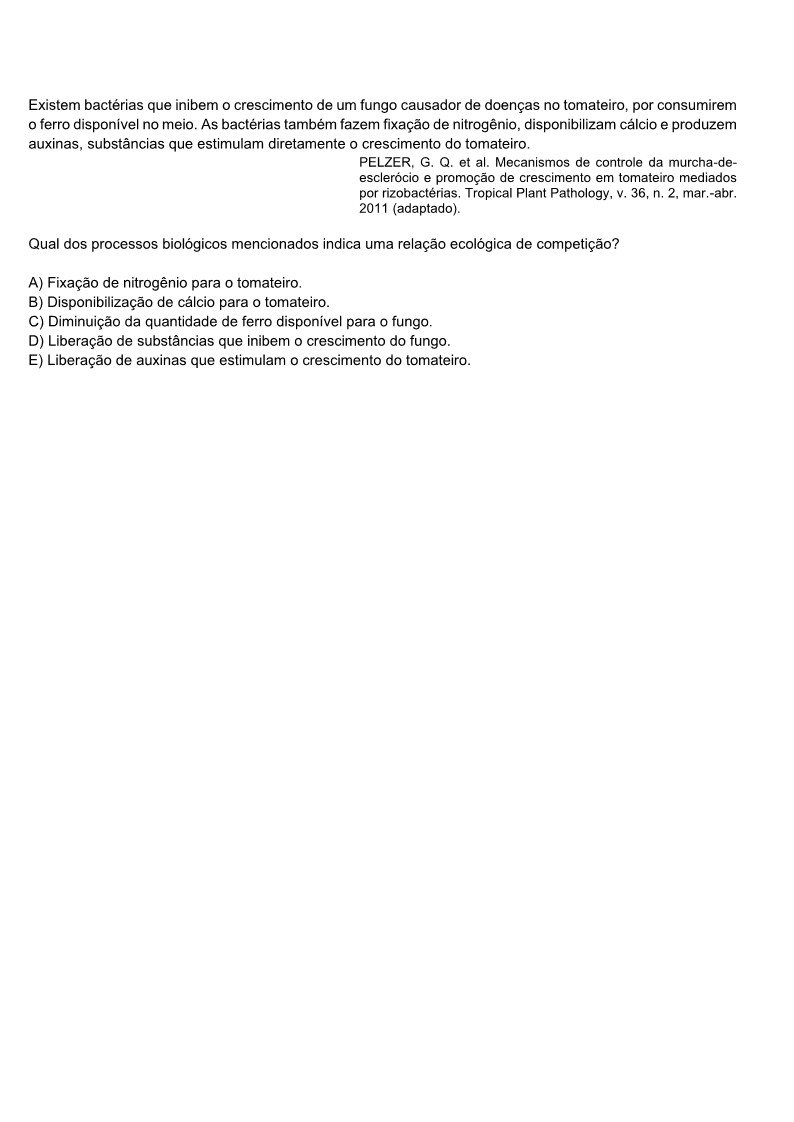 Existem bactérias que inibem o crescimento de um fungo causador de doenças no tomateiro, por consumirem
o ferro disponível no meio. As bactérias também fazem fixação de nitrogênio, disponibilizam cálcio e produzem
auxinas, substâncias que estimulam diretamente o crescimento do tomateiro.
PELZER, G. Q. et al. Mecanismos de controle da murcha-de-
esclerócio e promoção de crescimento em tomateiro mediados
por rizobactérias. Tropical Plant Pathology, v. 36, n. 2, mar.-abr.
2011 (adaptado).
Qual dos processos biológicos mencionados indica uma relação ecológica de competição?
A) Fixação de nitrogênio para o tomateiro.
B) Disponibilização de cálcio para o tomateiro.
C) Diminuição da quantidade de ferro disponível para o fungo.
D) Liberação de substâncias que inibem o crescimento do fungo.
E) Liberação de auxinas que estimulam o crescimento do tomateiro.